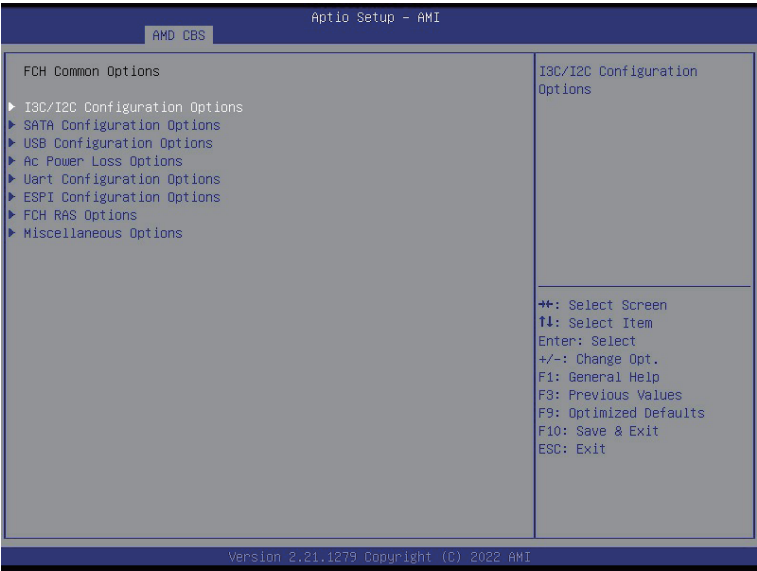 Aptio Setup – AMI
AMD CBS
FCH Common Options
I3C/I2C Configuration Options
SATA Configuration Options
USB Configuration Options
Ac Power Loss Options
Uart Configuration Options
ESPI Configuration Options
FCH RAS Options
Miscellaneous Options
I3C/I2C Configuration
Options
→←: Select Screen
↑↓: Select Item
Enter: Select
+/-: Change Opt.
F1: General Help
F3: Previous Values
F9: Optimized Defaults
F10: Save & Exit
ESC: Exit
Version 2.21.1279 Copyright (C) 2022 AMI